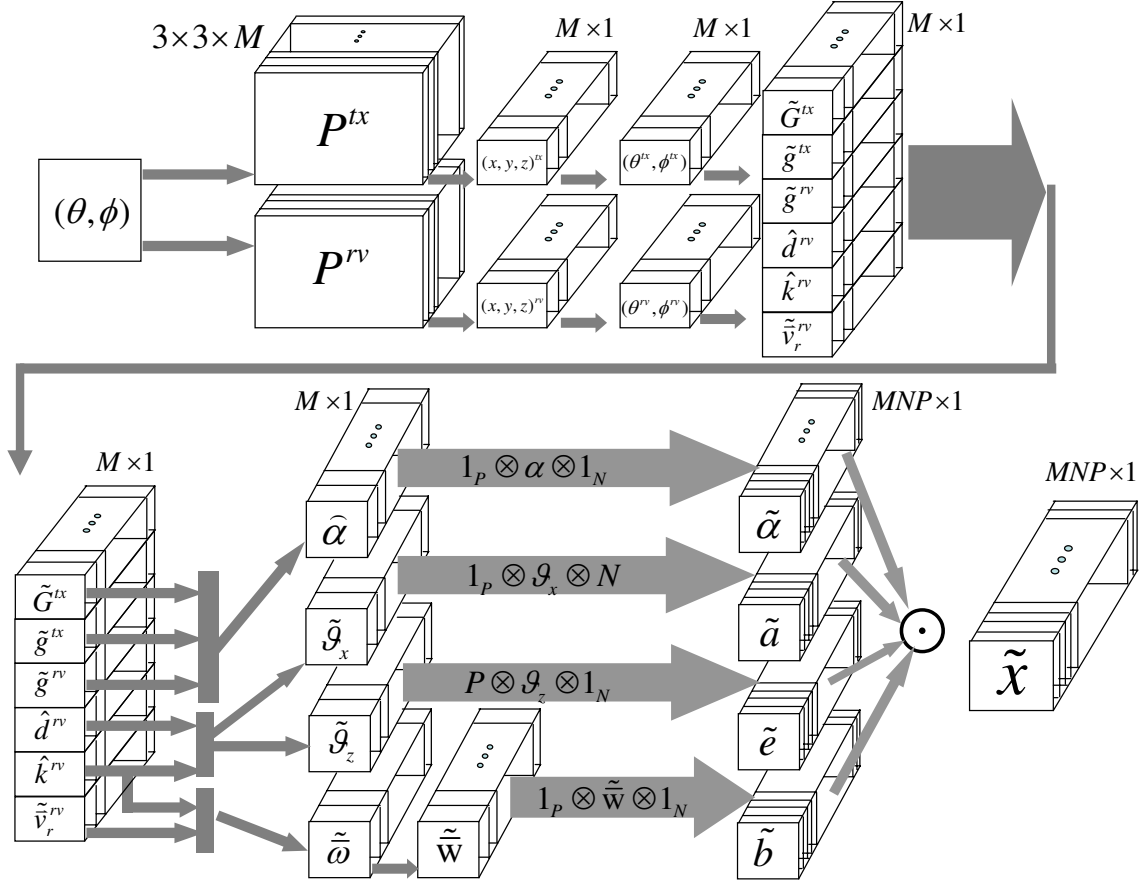 3×3×M
M×1
M×1
M×1
(θ,ϕ)
P^{tx}
(x, y, z)^{tx}
(θ^{tx},ϕ^{tx})
G̃^{tx}
g̃^{tx}
g̃^{rv}
d̂^{rv}
k̂^{rv}
ṽ̄_r^{rv}
P^{rv}
(x, y, z)^{rv}
(θ^{rv},ϕ^{rv})
M×1
M×1
MNP×1
MNP×1
G̃^{tx}
g̃^{tx}
g̃^{rv}
d̂^{rv}
k̂^{rv}
ṽ̄_r^{rv}
α̂
1_P ⊗ α ⊗ 1_N
α̃
ϑ̃_x
1_P ⊗ ϑ_x ⊗ N
ã
ϑ̃_z
P ⊗ ϑ_z ⊗ 1_N
ẽ
ω̄̃
w̄̃
1_P ⊗ w̄̃ ⊗ 1_N
b̃
⊙
x̃